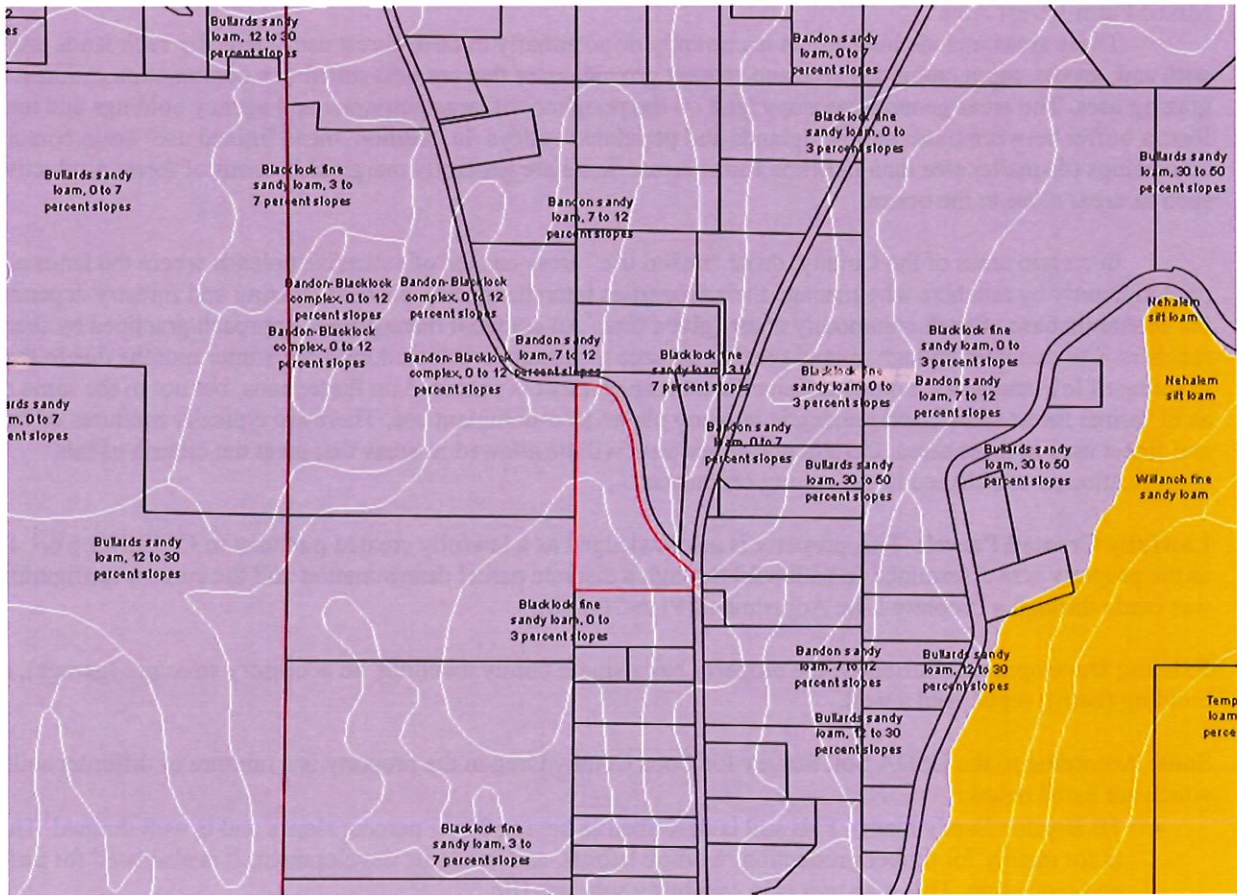 Bullards sandy
loam, 12 to 30
percent slopes
2
slopes
Bandon sandy
loam, 0 to 7
percent slopes
Blacklock fine
sandy loam, 0 to
3 percent slopes
Bullards sandy
loam, 0 to 7
percent slopes
Blacklock fine
sandy loam, 3 to
7 percent slopes
Bullards sandy
loam, 30 to 50
percent slopes
Bandon sandy
loam, 7 to 12
percent slopes
Bandon-Blacklock
complex, 0 to 12
percent slopes
Bandon-Blacklock
complex, 0 to 12
percent slopes
Nehalem
silt loam
Bandon-Blacklock
complex, 0 to 12
percent slopes
Bandon-Blacklock
complex, 0 to 12
percent slopes
Bandon sandy
loam, 7 to 12
percent slopes
Blacklock fine
sandy loam, 3 to
7 percent slopes
Blacklock fine
sandy loam, 0 to
3 percent slopes
Blacklock fine
sandy loam, 0 to
3 percent slopes
Bandon sandy
loam, 7 to 12
percent slopes
Nehalem
silt loam
ards sandy
m, 0 to 7
ent slopes
Bandon sandy
loam, 0 to 7
percent slopes
Bullards sandy
loam, 30 to 50
percent slopes
Bullards sandy
loam, 30 to 50
percent slopes
Willanch fine
sandy loam
Bullards sandy
loam, 12 to 30
percent slopes
Blacklock fine
sandy loam, 0 to
3 percent slopes
Bandon sandy
loam, 7 to 12
percent slopes
Bullards sandy
loam, 12 to 30
percent slopes
Bullards sandy
loam, 12 to 30
percent slopes
Temp
loam
perce
Blacklock fine
sandy loam, 3 to
7 percent slopes